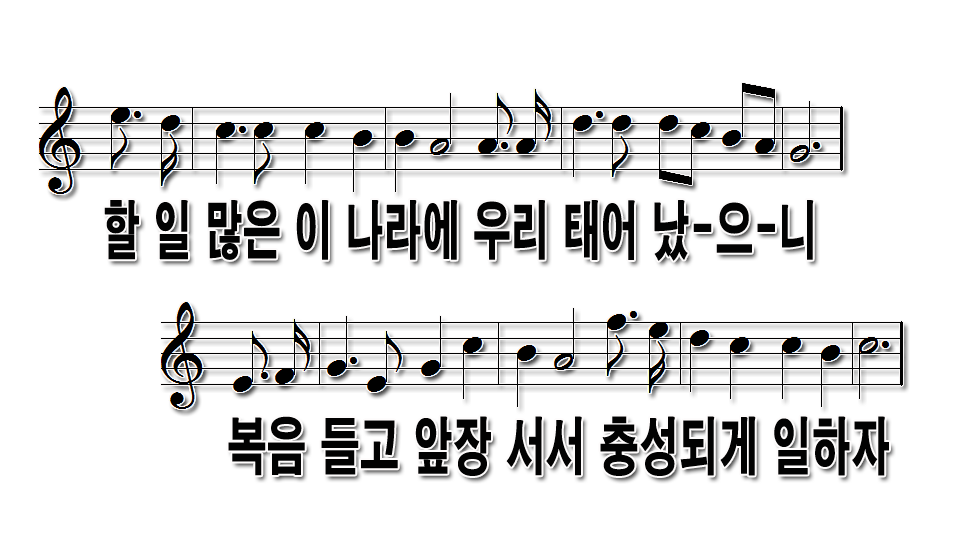 할 일 많은 이 나라에 우리 태어 났-으-니
복음 들고 앞장 서서 충성되게 일하자